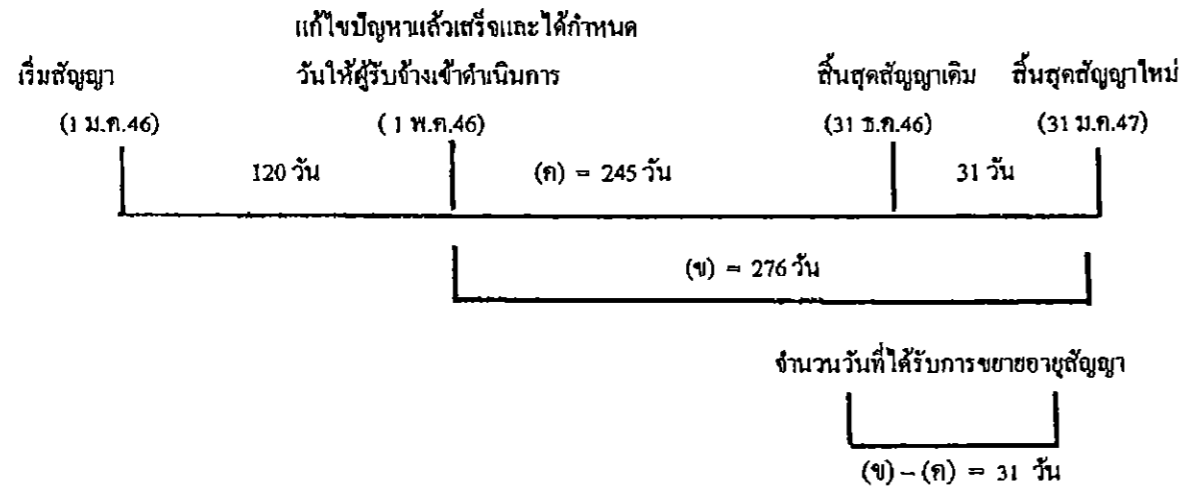 แก้ไขปัญหาแล้วเสร็จและได้กำหนด
เริ่มสัญญา วันให้ผู้รับจ้างเข้าดำเนินการ สิ้นสุดสัญญาเดิม สิ้นสุดสัญญาใหม่
(1 ม.ค.46) ( 1 พ.ค.46) (31 ธ.ค.46) (31 ม.ค.47)
120 วัน (ค) = 245 วัน 31 วัน
(ข) = 276 วัน
จำนวนวันที่ได้รับการขยายอายุสัญญา
(ข) – (ค) = 31 วัน